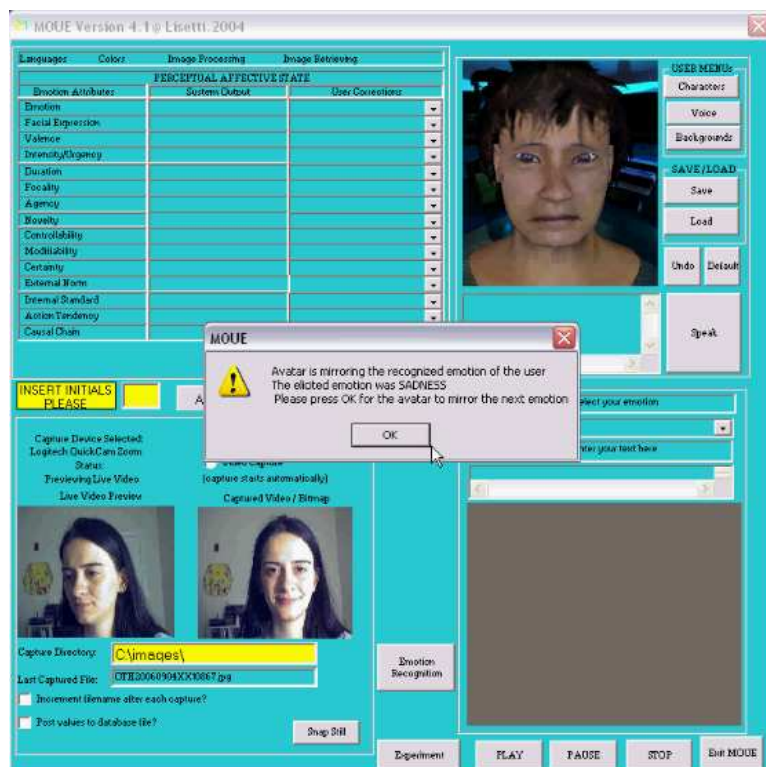 MOUE Version 4.1@ Lisetti:2004
Languages Colors Image Processing Image Retrieving
PERCEPTUAL AFFECTIVE STATE
Emotion Attributes System Output User Corrections
Emotion
Facial Expression
Valence
Intensity/Urgency
Duration
Focality
Agency
Novelty
Controllability
Modifiability
Certainty
External Norm
Internal Standard
Action Tendency
Causal Chain
USER MENUs
Characters
Voice
Backgrounds
SAVE/LOAD
Save
Load
Undo Default
Speak
MOUE
Avatar is mirroring the recognized emotion of the user
The elicited emotion was SADNESS
Please press OK for the avatar to mirror the next emotion
OK
INSERT INITIALS
PLEASE
A
elect your emotion
nter your text here
Capture Device Selected:
Logitech QuickCam Zoom
Status:
Previewing Live Video
Live Video Preview
Video Capture
(capture starts automatically)
Captured Video / Bitmap
Capture Directory: C:\images\
Last Captured File:
Increment filename after each capture?
Post values to database file?
Snap Still
Emotion
Recognition
Experiment PLAY PAUSE STOP Exit MOUE